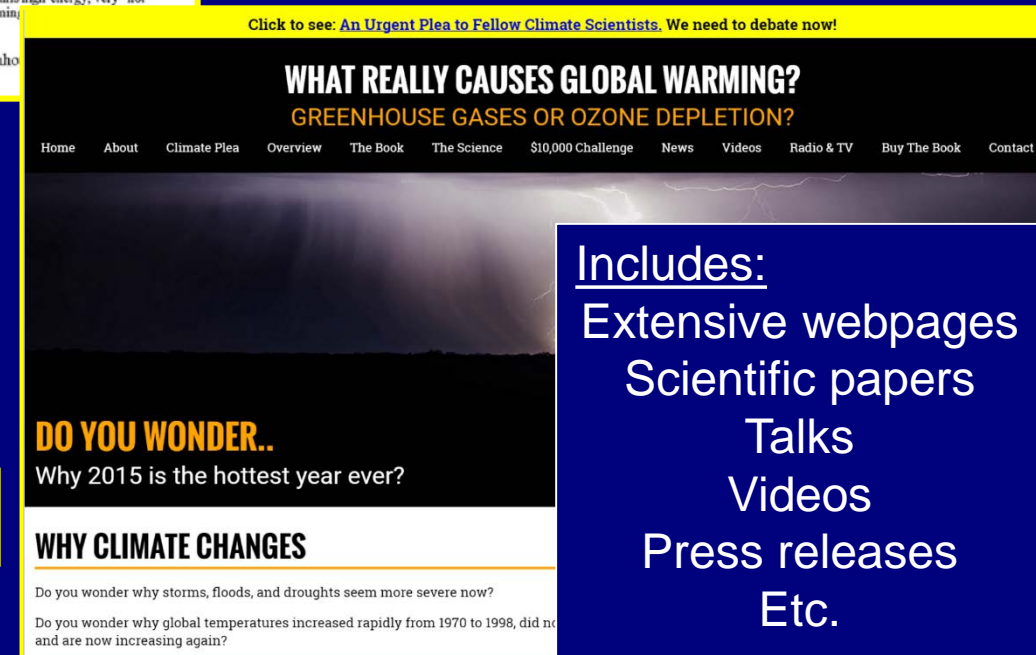 high energy, very "hot
Click to see: An Urgent Plea to Fellow Climate Scientists. We need to debate now!
WHAT REALLY CAUSES GLOBAL WARMING?
GREENHOUSE GASES OR OZONE DEPLETION?
Home About Climate Plea Overview The Book The Science $10,000 Challenge News Videos Radio & TV Buy The Book Contact
DO YOU WONDER..
Why 2015 is the hottest year ever?
WHY CLIMATE CHANGES
Do you wonder why storms, floods, and droughts seem more severe now?
Do you wonder why global temperatures increased rapidly from 1970 to 1998, did
and are now increasing again?
Includes:
Extensive webpages
Scientific papers
Talks
Videos
Press releases
Etc.